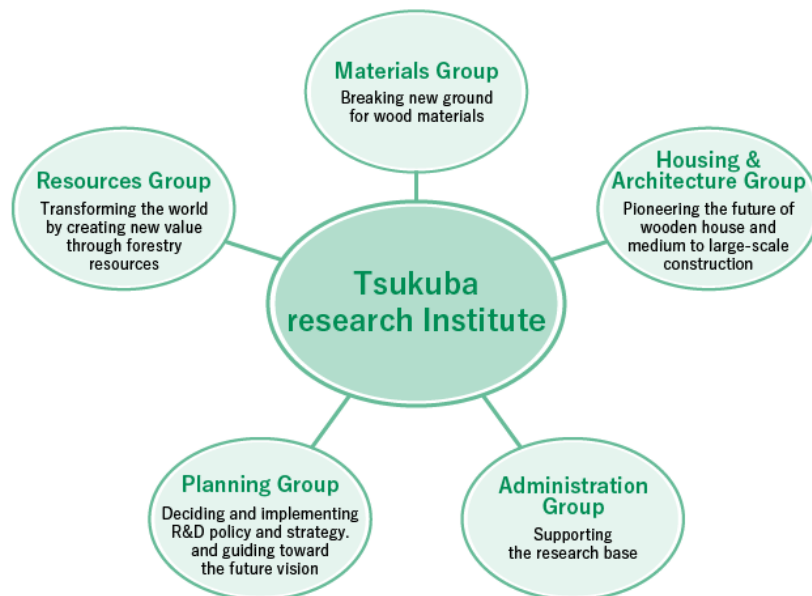 Materials Group
Breaking new ground
for wood materials
Resources Group
Transforming the world
by creating new value
through forestry
resources
Housing &
Architecture Group
Pioneering the future of
wooden house and
medium to large-scale
construction
Tsukuba
research Institute
Planning Group
Deciding and implementing
R&D policy and strategy.
and guiding toward
the future vision
Administration
Group
Supporting
the research base